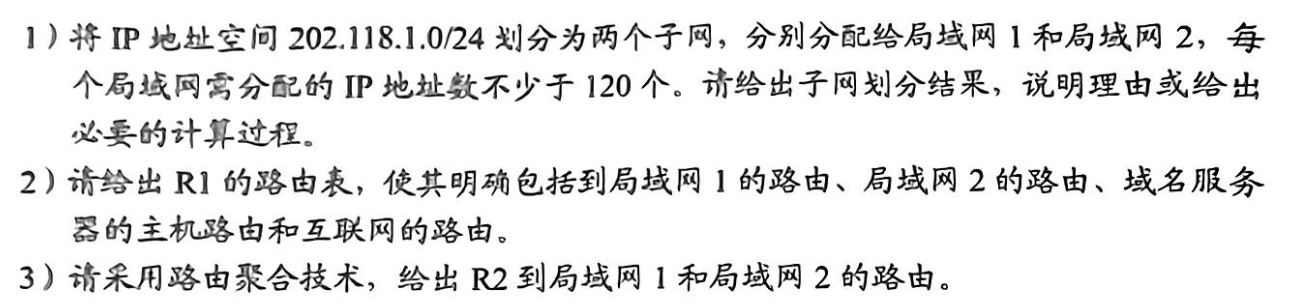 1）将 IP 地址空间 202.118.1.0/24 划分为两个子网，分别分配给局域网 1 和局域网 2，每
个局域网需分配的 IP 地址数不少于 120 个。请给出子网划分结果，说明理由或给出
必要的计算过程。
2）请给出 R1 的路由表，使其明确包括到局域网 1 的路由、局域网 2 的路由、域名服务
器的主机路由和互联网的路由。
3）请采用路由聚合技术，给出 R2 到局域网 1 和局域网 2 的路由。